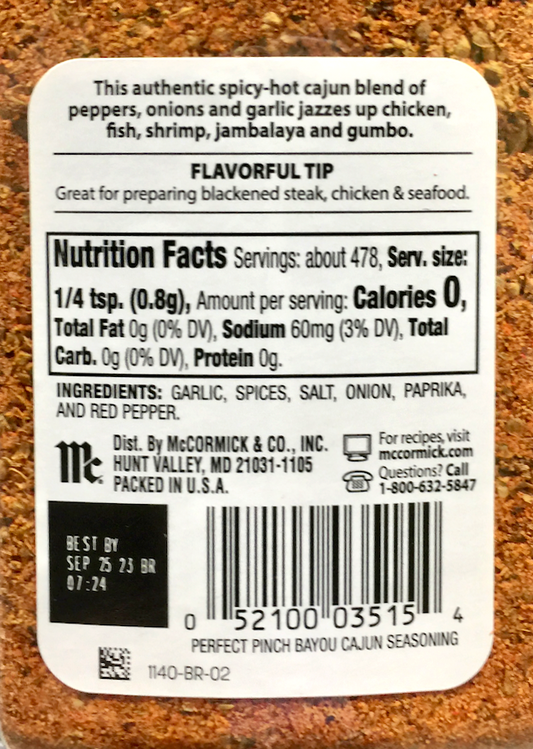 This authentic spicy-hot cajun blend of
peppers, onions and garlic jazzes up chicken,
fish, shrimp, jambalaya and gumbo.
FLAVORFUL TIP
Great for preparing blackened steak, chicken & seafood.
Nutrition Facts Servings: about 478, Serv. size:
1/4 tsp. (0.8g), Amount per serving: Calories 0,
Total Fat 0g (0% DV), Sodium 60mg (3% DV), Total
Carb. 0g (0% DV), Protein 0g.
INGREDIENTS: GARLIC, SPICES, SALT, ONION, PAPRIKA,
AND RED PEPPER.
Mc
Dist. By McCORMICK & CO., INC.
HUNT VALLEY, MD 21031-1105
PACKED IN U.S.A.
For recipes, visit
mccormick.com
Questions? Call
1-800-632-5847
BEST BY
SEP 25 23 BR
07:24
0 52100 03515 4
PERFECT PINCH BAYOU CAJUN SEASONING
1140-BR-02